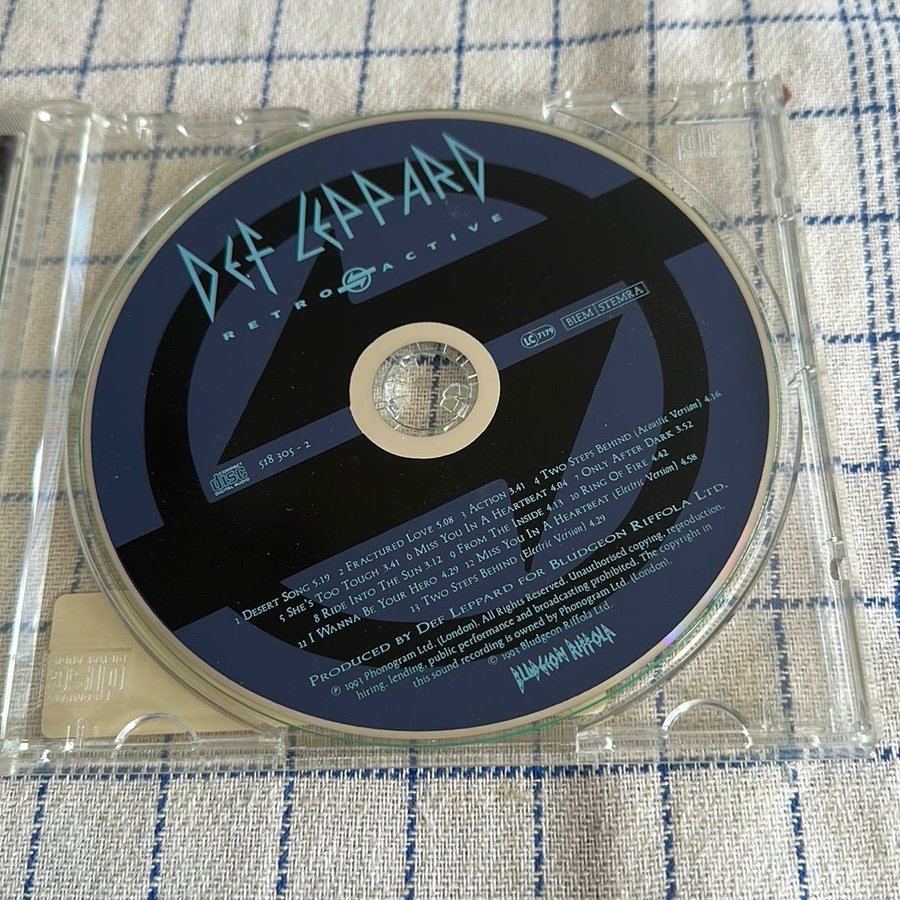 DEF LEPPARD
RETRO ACTIVE
LC 7179
BIEM STEMRA
COMPACT
disc
DIGITAL AUDIO
518 305 - 2
1 DESERT SONG 5.19 2 FRACTURED LOVE 5.08 3 ACTION 3.41 4 TWO STEPS BEHIND (Acoustic Version) 4.16
5 SHE'S TOO TOUGH 3.41 6 MISS YOU IN A HEARTBEAT 4.04 7 ONLY AFTER DARK 3.52
8 RIDE INTO THE SUN 3.12 9 FROM THE INSIDE 4.13 10 RING OF FIRE 4.42
11 I WANNA BE YOUR HERO 4.29 12 MISS YOU IN A HEARTBEAT (Electric Version) 4.58
13 TWO STEPS BEHIND (Electric Version) 4.29
PRODUCED BY DEF LEPPARD FOR BLUDGEON RIFFOLA LTD.
℗ 1993 Phonogram Ltd. (London). All Rights Reserved. Unauthorised copying, reproduction,
hiring, lending, public performance and broadcasting prohibited. The copyright in
this sound recording is owned by Phonogram Ltd. (London).
© 1993 Bludgeon Riffola Ltd.
BLUDGEON RIFFOLA